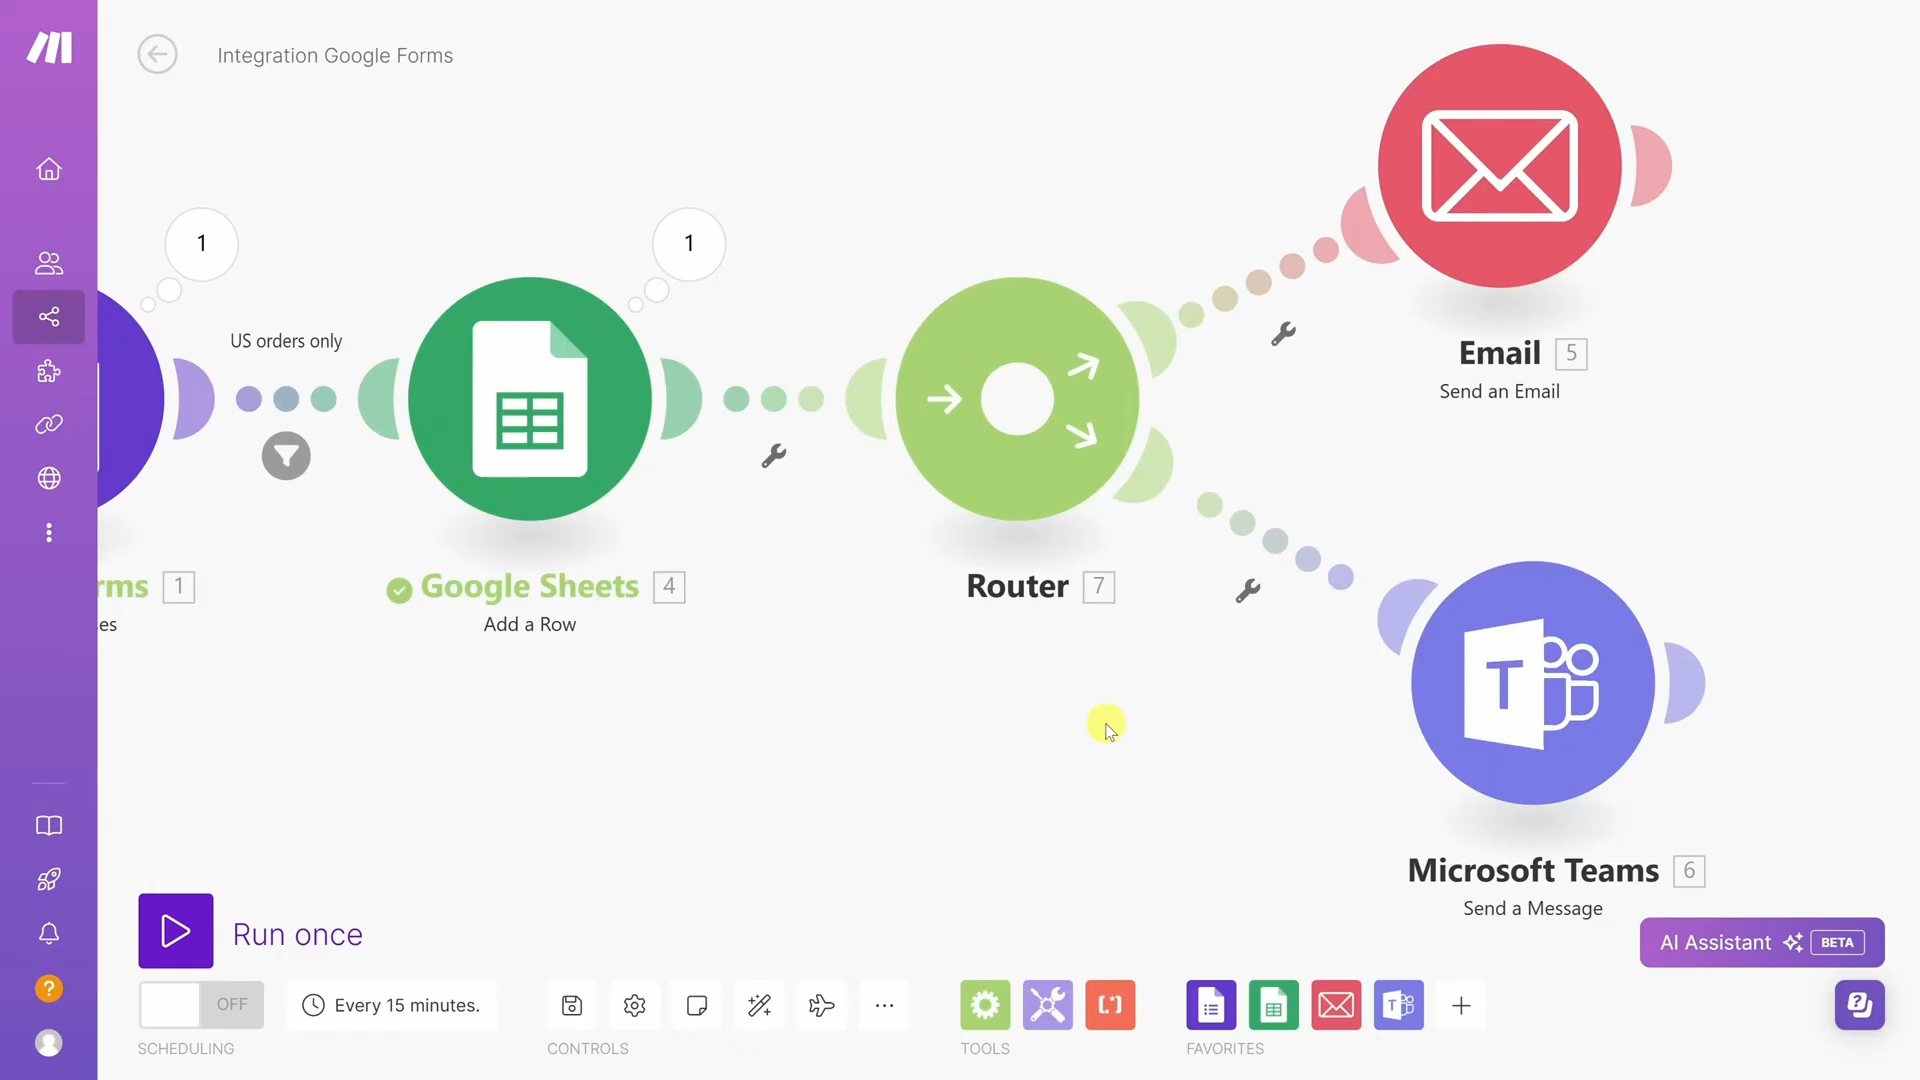 Integration Google Forms
1
1
US orders only
Email 5
Send an Email
rms 1
es
Google Sheets 4
Add a Row
Router 7
T
Microsoft Teams 6
Send a Message
Run once
AI Assistant BETA
OFF
Every 15 minutes.
SCHEDULING
CONTROLS
TOOLS
FAVORITES